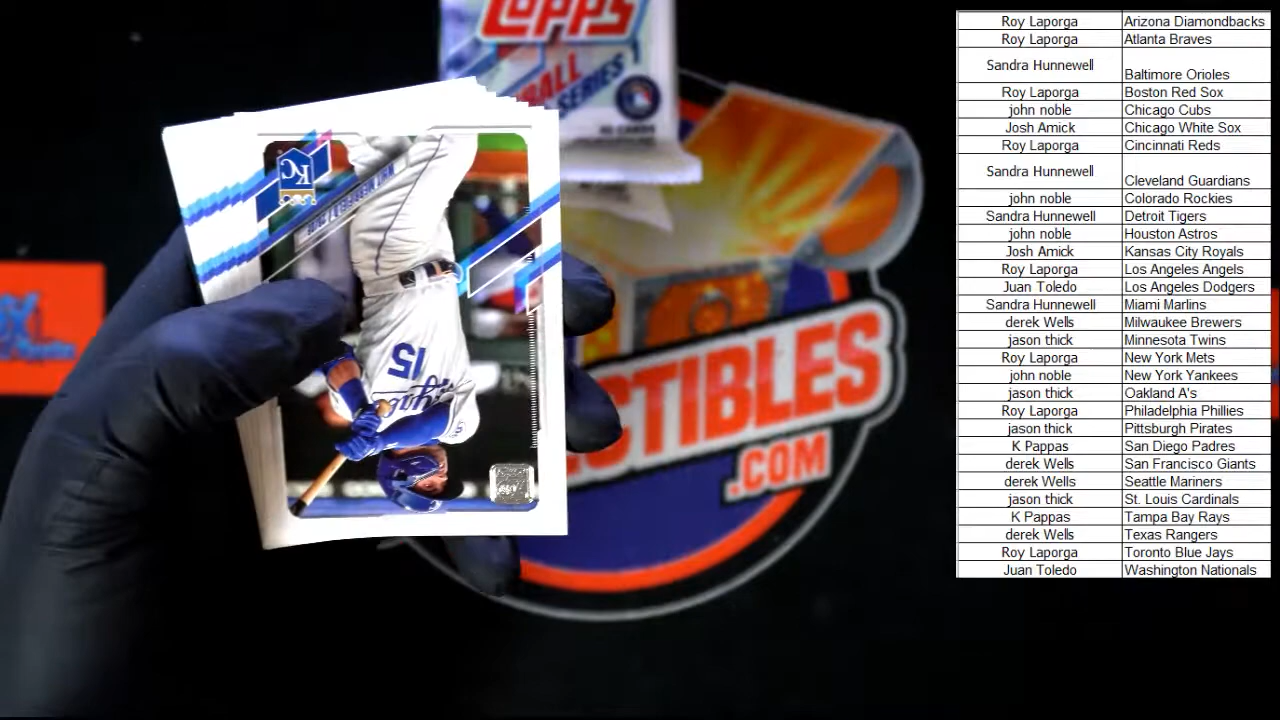 Topps
BALL
SERIES
KC
WHIT MERRIFIELD
15
Royals
ECTIBLES
.COM
Roy Laporga Arizona Diamondbacks
Roy Laporga Atlanta Braves
Sandra Hunnewell Baltimore Orioles
Roy Laporga Boston Red Sox
john noble Chicago Cubs
Josh Amick Chicago White Sox
Roy Laporga Cincinnati Reds
Sandra Hunnewell Cleveland Guardians
john noble Colorado Rockies
Sandra Hunnewell Detroit Tigers
john noble Houston Astros
Josh Amick Kansas City Royals
Roy Laporga Los Angeles Angels
Juan Toledo Los Angeles Dodgers
Sandra Hunnewell Miami Marlins
derek Wells Milwaukee Brewers
jason thick Minnesota Twins
Roy Laporga New York Mets
john noble New York Yankees
jason thick Oakland A's
Roy Laporga Philadelphia Phillies
jason thick Pittsburgh Pirates
K Pappas San Diego Padres
derek Wells San Francisco Giants
derek Wells Seattle Mariners
jason thick St. Louis Cardinals
K Pappas Tampa Bay Rays
derek Wells Texas Rangers
Roy Laporga Toronto Blue Jays
Juan Toledo Washington Nationals